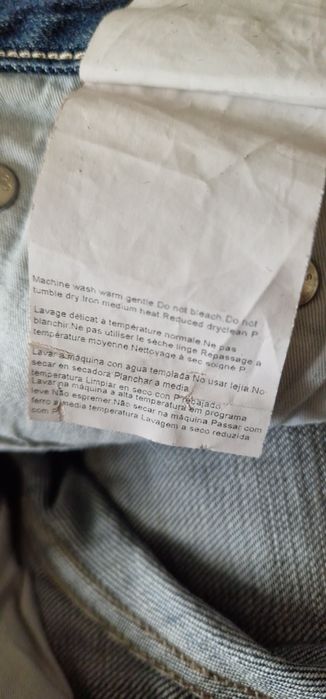 Machine wash warm gentle.Do not bleach.Do not
tumble dry.Iron medium heat.Reduced dryclean P
Lavage délicat à température normale.Ne pas
blanchir.Ne pas utiliser le sèche linge Repassage à
température moyenne Nettoyage à sec soigné P
Lavar a máquina con agua templada No usar lejía.No
secar en secadora Planchar a media
temperatura Limpiar en seco con P rebajado
Lavar na máquina a alta temperatura em programa
leve Não espremer.Não secar na máquina Passar com
ferro a média temperatura Lavagem a seco reduzida
com P